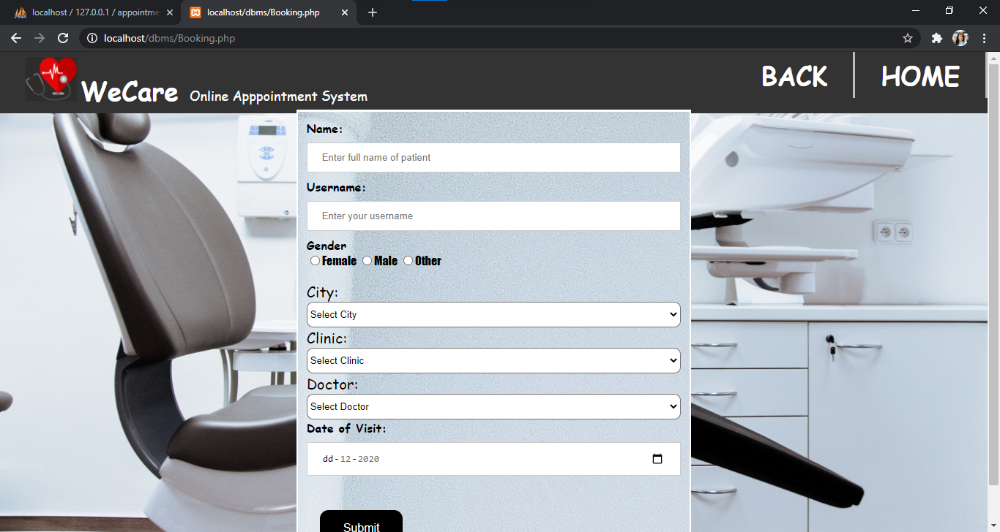 localhost / 127.0.0.1 / appointme
localhost/dbms/Booking.php
localhost/dbms/Booking.php
BACK
HOME
WeCare Online Apppointment System
Name:
Enter full name of patient
Username:
Enter your username
Gender
Female Male Other
City:
Select City
Clinic:
Select Clinic
Doctor:
Select Doctor
Date of Visit:
dd-12-2020
Submit